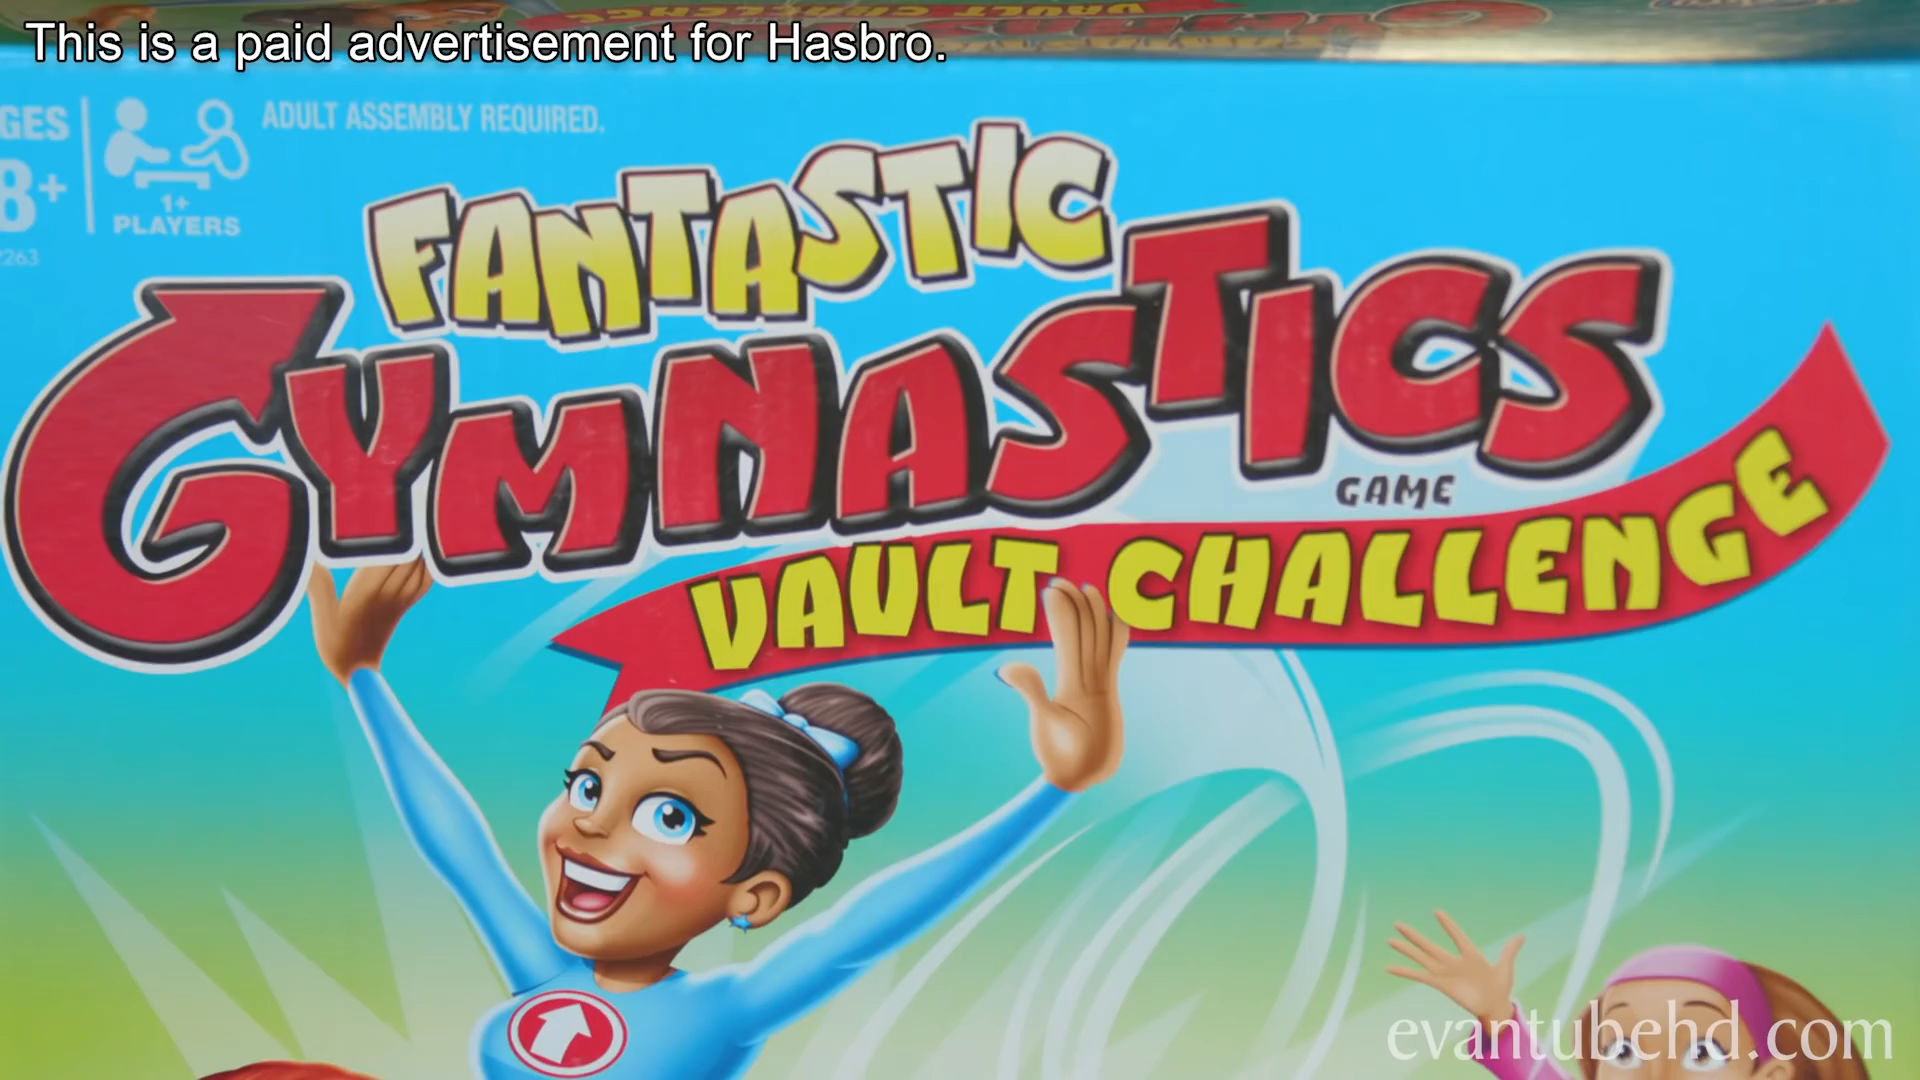 This is a paid advertisement for Hasbro.
GES
8+
1+
PLAYERS
ADULT ASSEMBLY REQUIRED.
2263
FANTASTIC
GYMNASTICS
GAME
VAULT CHALLENGE
evantubehd.com